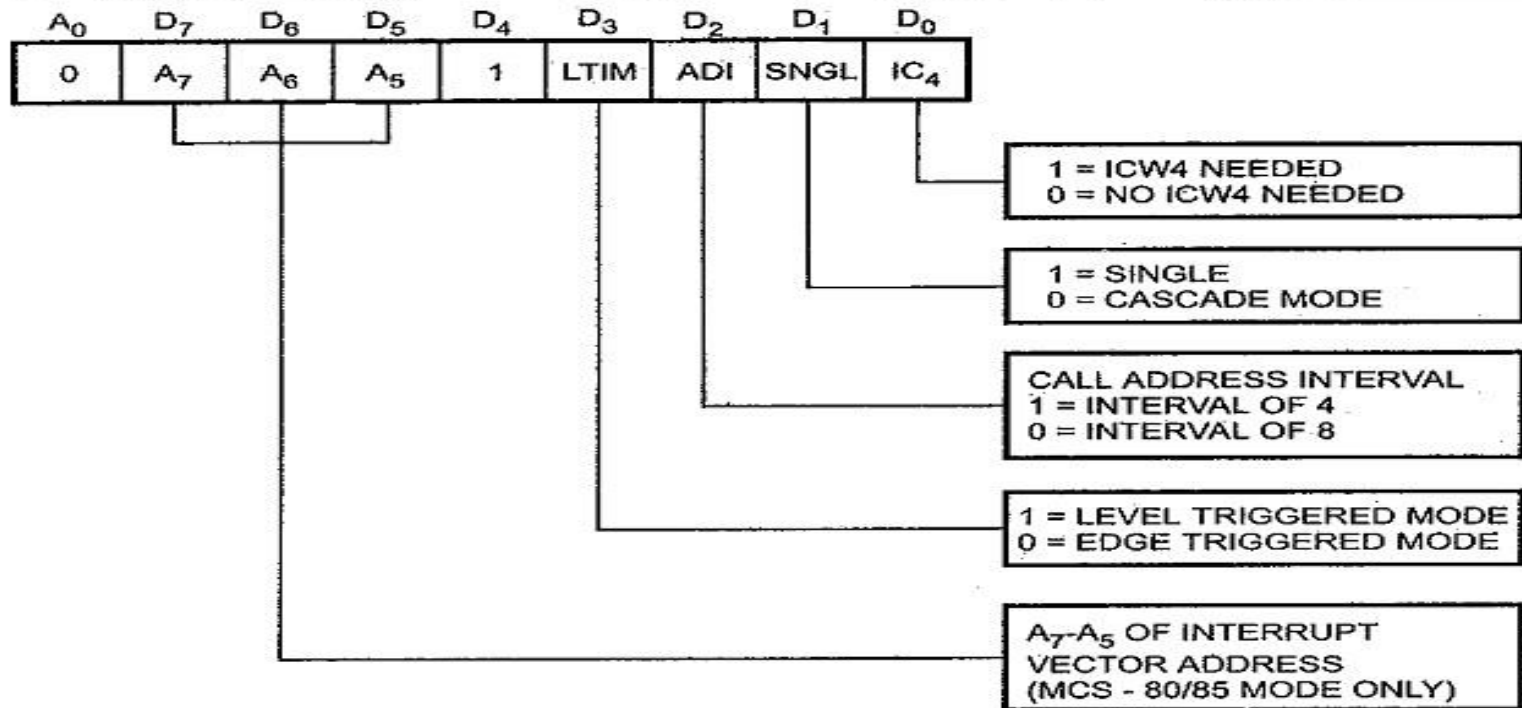 A₀ D₇ D₆ D₅ D₄ D₃ D₂ D₁ D₀
0 A₇ A₆ A₅ 1 LTIM ADI SNGL IC₄
1 = ICW4 NEEDED
0 = NO ICW4 NEEDED
1 = SINGLE
0 = CASCADE MODE
CALL ADDRESS INTERVAL
1 = INTERVAL OF 4
0 = INTERVAL OF 8
1 = LEVEL TRIGGERED MODE
0 = EDGE TRIGGERED MODE
A₇-A₅ OF INTERRUPT
VECTOR ADDRESS
(MCS - 80/85 MODE ONLY)